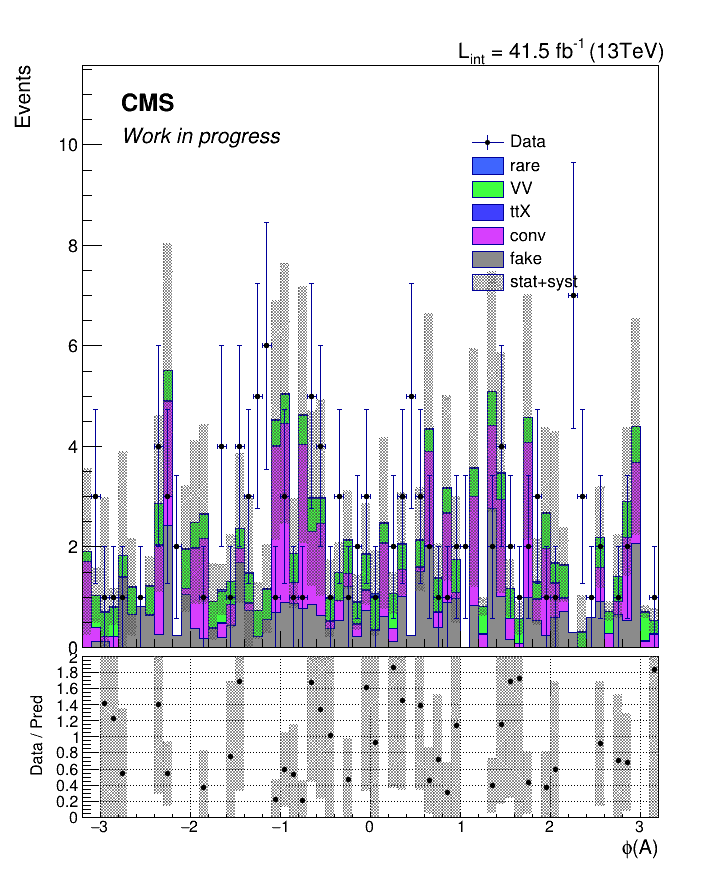 L_int = 41.5 fb^-1 (13TeV)
Events
CMS
Work in progress
Data
rare
VV
ttX
conv
fake
stat+syst
10
8
6
4
2
0
Data / Pred
2
1.8
1.6
1.4
1.2
1
0.8
0.6
0.4
0.2
0
−3 −2 −1 0 1 2 3
ϕ(A)